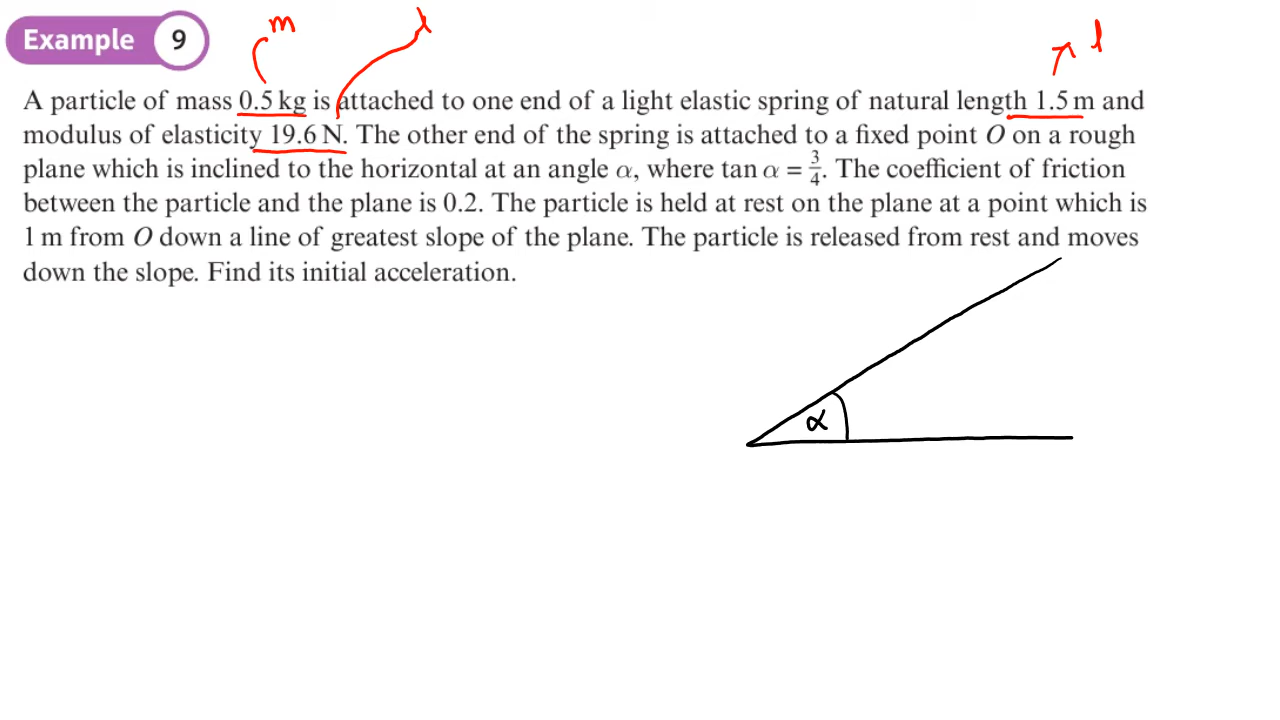 Example 9
m
λ
l
A particle of mass 0.5 kg is attached to one end of a light elastic spring of natural length 1.5 m and
modulus of elasticity 19.6 N. The other end of the spring is attached to a fixed point O on a rough
plane which is inclined to the horizontal at an angle α, where tan α = 3/4. The coefficient of friction
between the particle and the plane is 0.2. The particle is held at rest on the plane at a point which is
1 m from O down a line of greatest slope of the plane. The particle is released from rest and moves
down the slope. Find its initial acceleration.
α